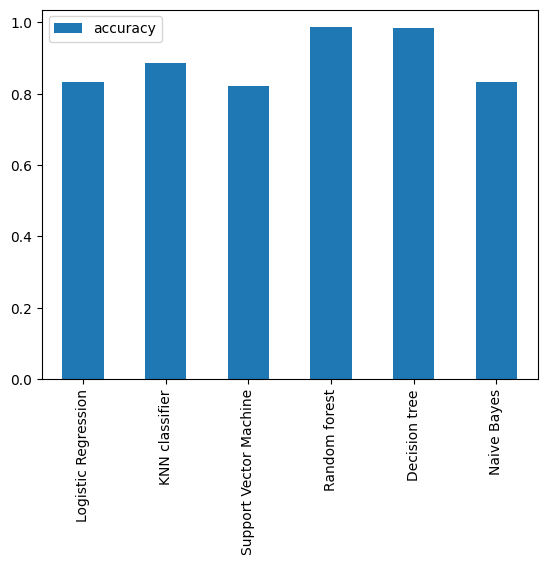 accuracy
1.0
0.8
0.6
0.4
0.2
0.0
Logistic Regression
KNN classifier
Support Vector Machine
Random forest
Decision tree
Naive Bayes